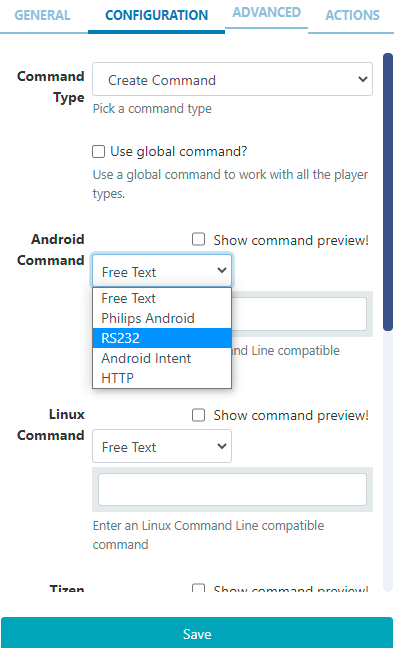 GENERAL CONFIGURATION ADVANCED ACTIONS
Command Type
Create Command
Pick a command type
Use global command?
Use a global command to work with all the player
types.
Android Command
Show command preview!
Free Text
Free Text
Philips Android
RS232
Android Intent
HTTP
nd Line compatible
Linux Command
Show command preview!
Free Text
Enter an Linux Command Line compatible
command
Tizen
Show command preview!
Save